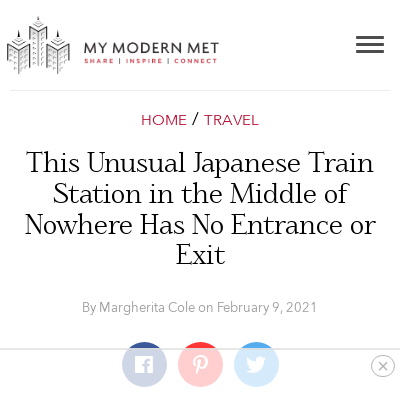 MY MODERN MET
SHARE | INSPIRE | CONNECT
HOME / TRAVEL
This Unusual Japanese Train
Station in the Middle of
Nowhere Has No Entrance or
Exit
By Margherita Cole on February 9, 2021